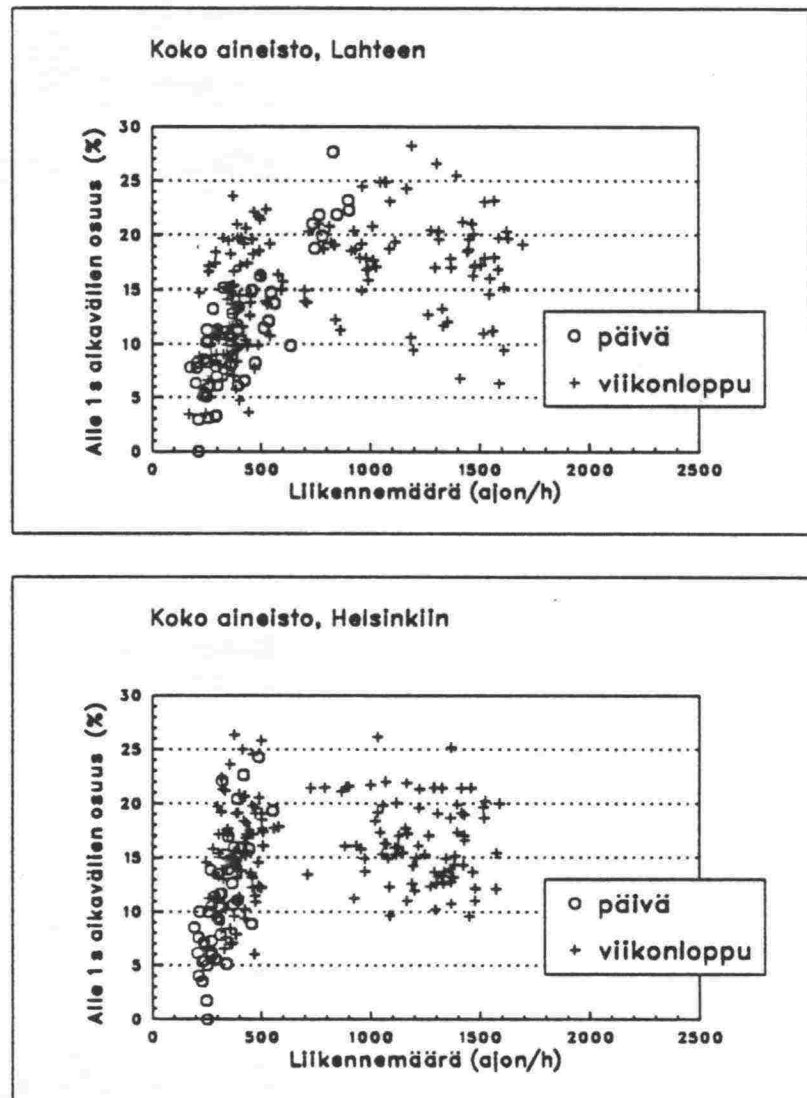 Koko aineisto, Lahteen
Alle 1 s aikavälien osuus (%)
30
25
20
15
10
5
0
0 500 1000 1500 2000 2500
Liikennemäärä (ajon/h)
o päivä
+ viikonloppu
Koko aineisto, Helsinkiin
Alle 1 s aikavälien osuus (%)
30
25
20
15
10
5
0
0 500 1000 1500 2000 2500
Liikennemäärä (ajon/h)
o päivä
+ viikonloppu